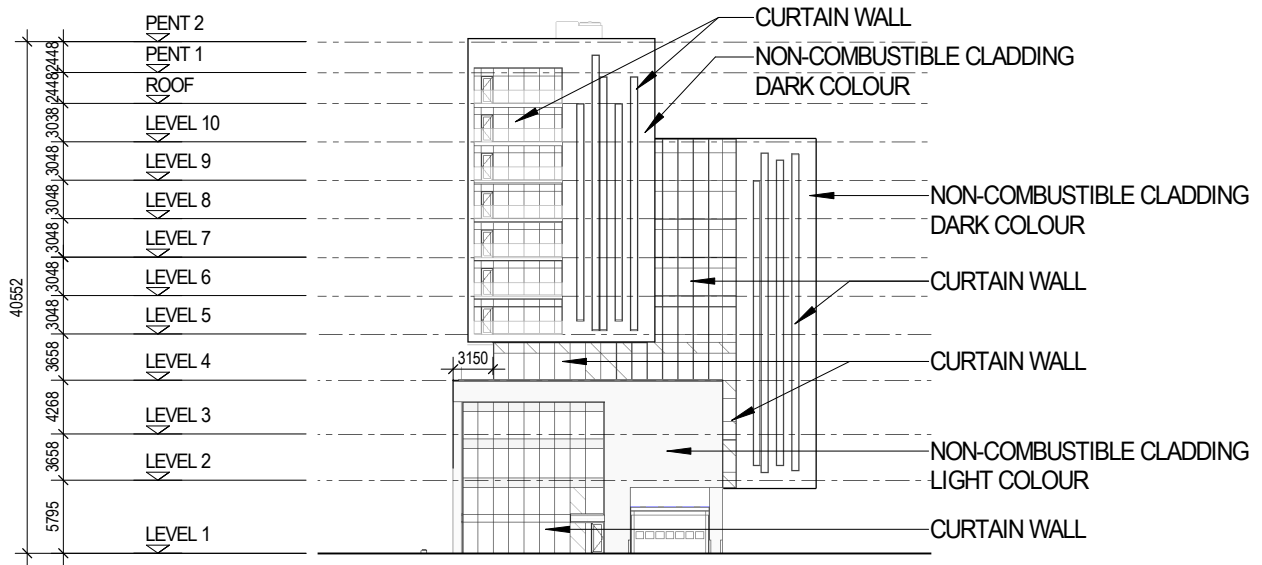 PENT 2
PENT 1
ROOF
LEVEL 10
LEVEL 9
LEVEL 8
LEVEL 7
LEVEL 6
LEVEL 5
LEVEL 4
LEVEL 3
LEVEL 2
LEVEL 1
2448
2448
3038
3048
3048
3048
3048
3048
3658
4268
3658
5795
40552
3150
CURTAIN WALL
NON-COMBUSTIBLE CLADDING
DARK COLOUR
NON-COMBUSTIBLE CLADDING
DARK COLOUR
CURTAIN WALL
CURTAIN WALL
NON-COMBUSTIBLE CLADDING
LIGHT COLOUR
CURTAIN WALL